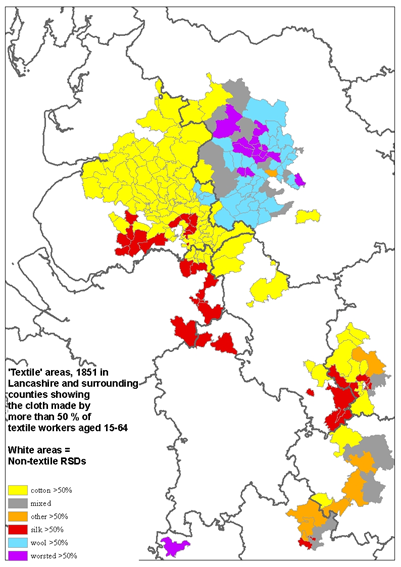 'Textile' areas, 1851 in
Lancashire and surrounding
counties showing
the cloth made by
more than 50 % of
textile workers aged 15-64
White areas =
Non-textile RSDs
cotton >50%
mixed
other >50%
silk >50%
wool >50%
worsted >50%